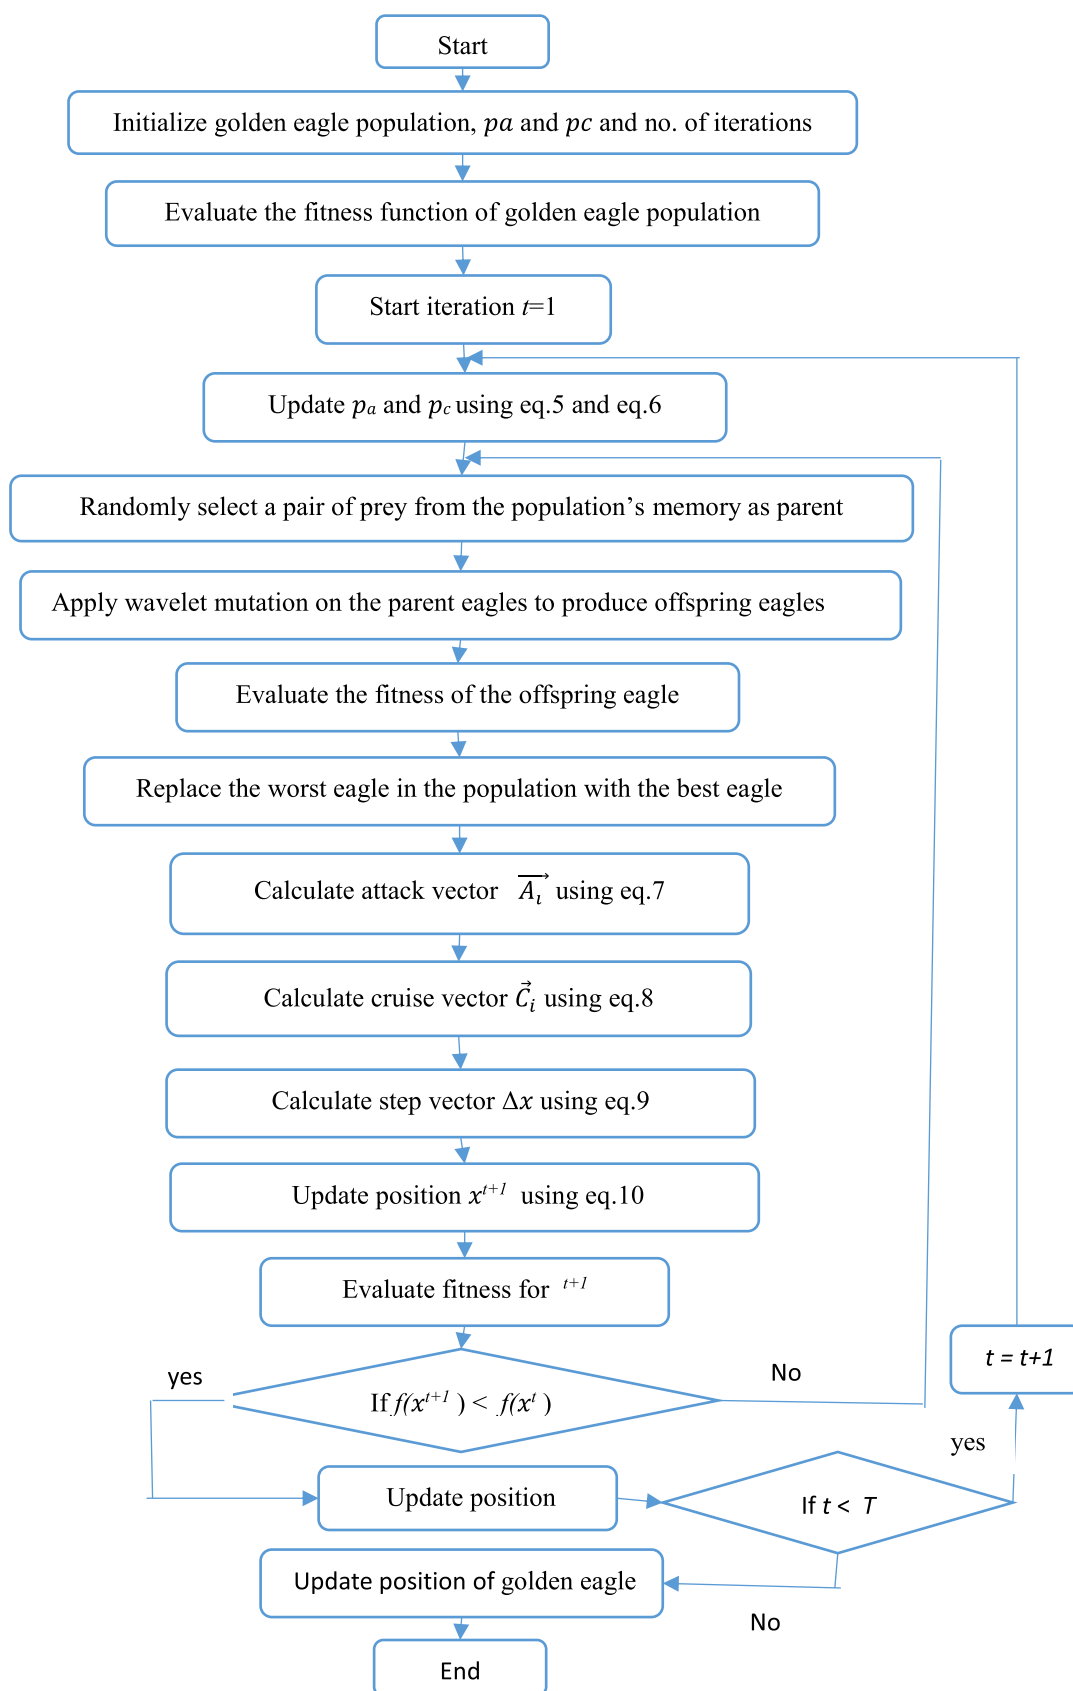 Start
Initialize golden eagle population, pa and pc and no. of iterations
Evaluate the fitness function of golden eagle population
Start iteration t=1
Update pₐ and p꜀ using eq.5 and eq.6
Randomly select a pair of prey from the population’s memory as parent
Apply wavelet mutation on the parent eagles to produce offspring eagles
Evaluate the fitness of the offspring eagle
Replace the worst eagle in the population with the best eagle
Calculate attack vector $\overrightarrow{A_i}$ using eq.7
Calculate cruise vector $\vec{C}_i$ using eq.8
Calculate step vector Δx using eq.9
Update position $x^{t+1}$ using eq.10
Evaluate fitness for $^{t+1}$
t = t+1
yes
No
If $f(x^{t+1}) < f(x^t)$
yes
Update position
If t < T
Update position of golden eagle
No
End